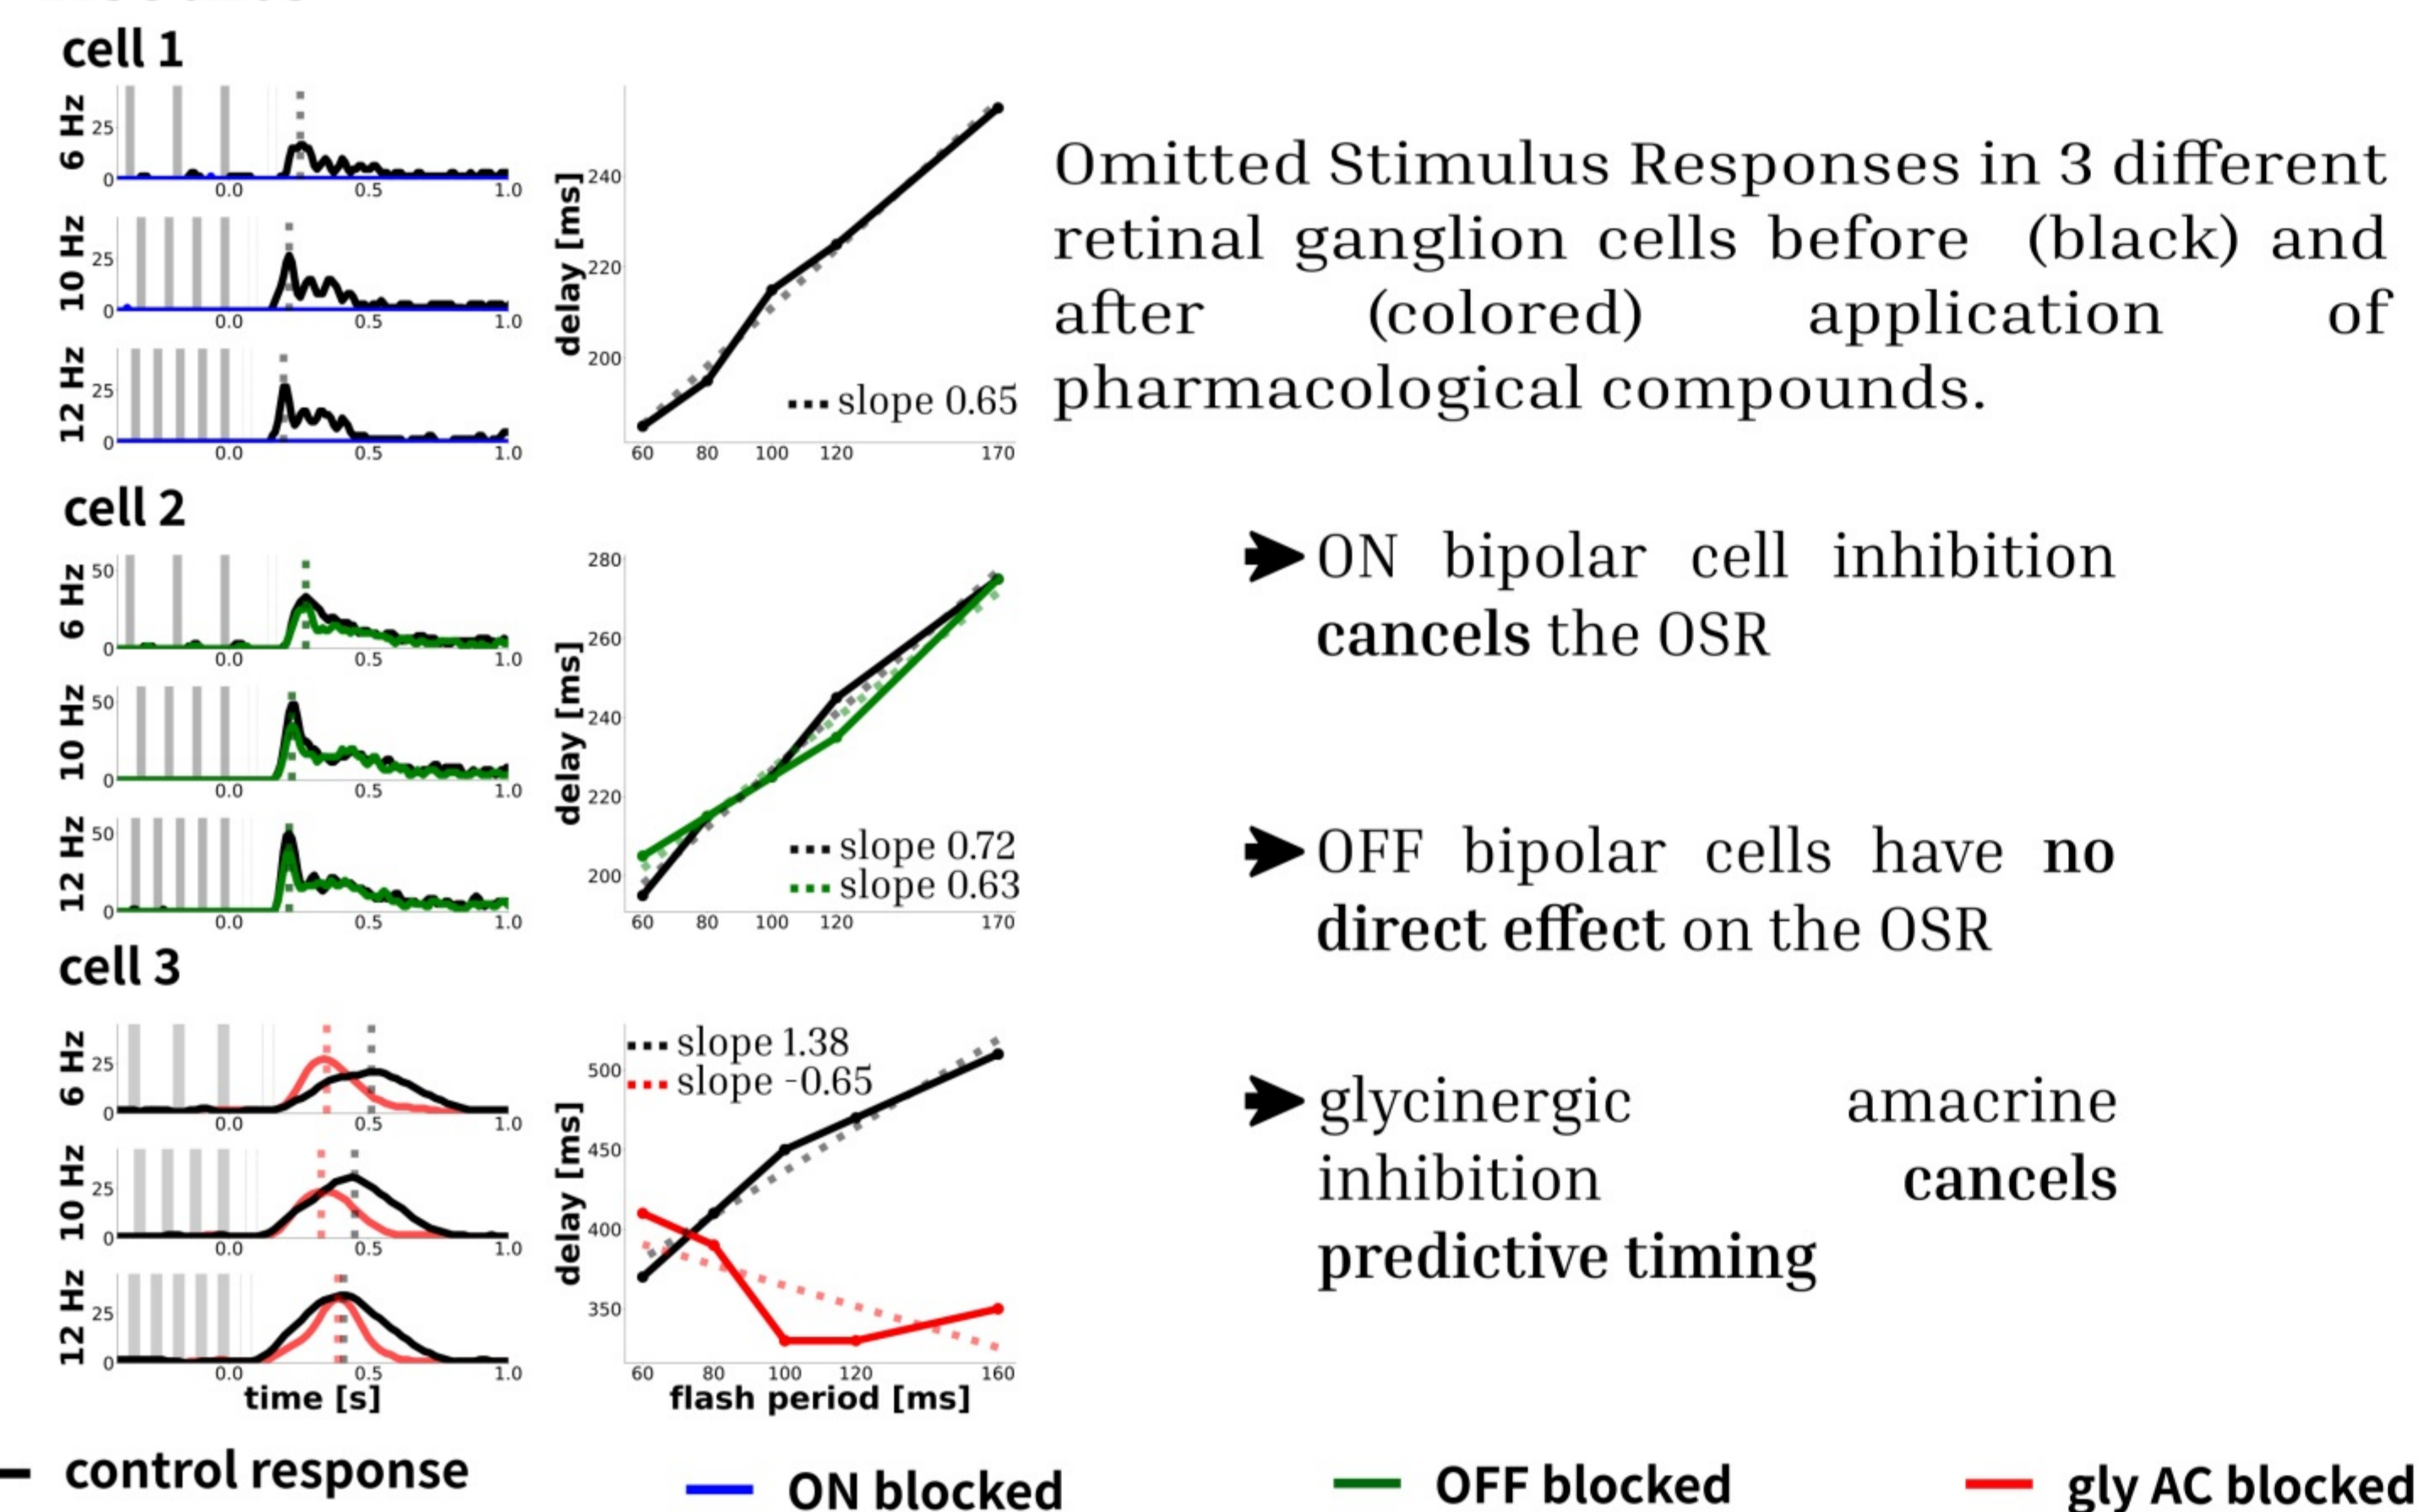 cell 1
6 Hz
25
0
0.0 0.5 1.0
10 Hz
25
0
0.0 0.5 1.0
12 Hz
25
0
0.0 0.5 1.0
delay [ms]
240
220
200
slope 0.65
60 80 100 120 170
Omitted Stimulus Responses in 3 different
retinal ganglion cells before (black) and
after (colored) application of
pharmacological compounds.
cell 2
6 Hz
50
0
0.0 0.5 1.0
10 Hz
50
0
0.0 0.5 1.0
12 Hz
50
0
0.0 0.5 1.0
delay [ms]
280
260
240
220
200
slope 0.72
slope 0.63
60 80 100 120 170
ON bipolar cell inhibition
cancels the OSR
OFF bipolar cells have no
direct effect on the OSR
cell 3
6 Hz
25
0
0.0 0.5 1.0
10 Hz
25
0
0.0 0.5 1.0
12 Hz
25
0
0.0 0.5 1.0
time [s]
slope 1.38
slope -0.65
delay [ms]
500
450
400
350
60 80 100 120 160
flash period [ms]
glycinergic amacrine
inhibition cancels
predictive timing
control response
ON blocked
OFF blocked
gly AC blocked